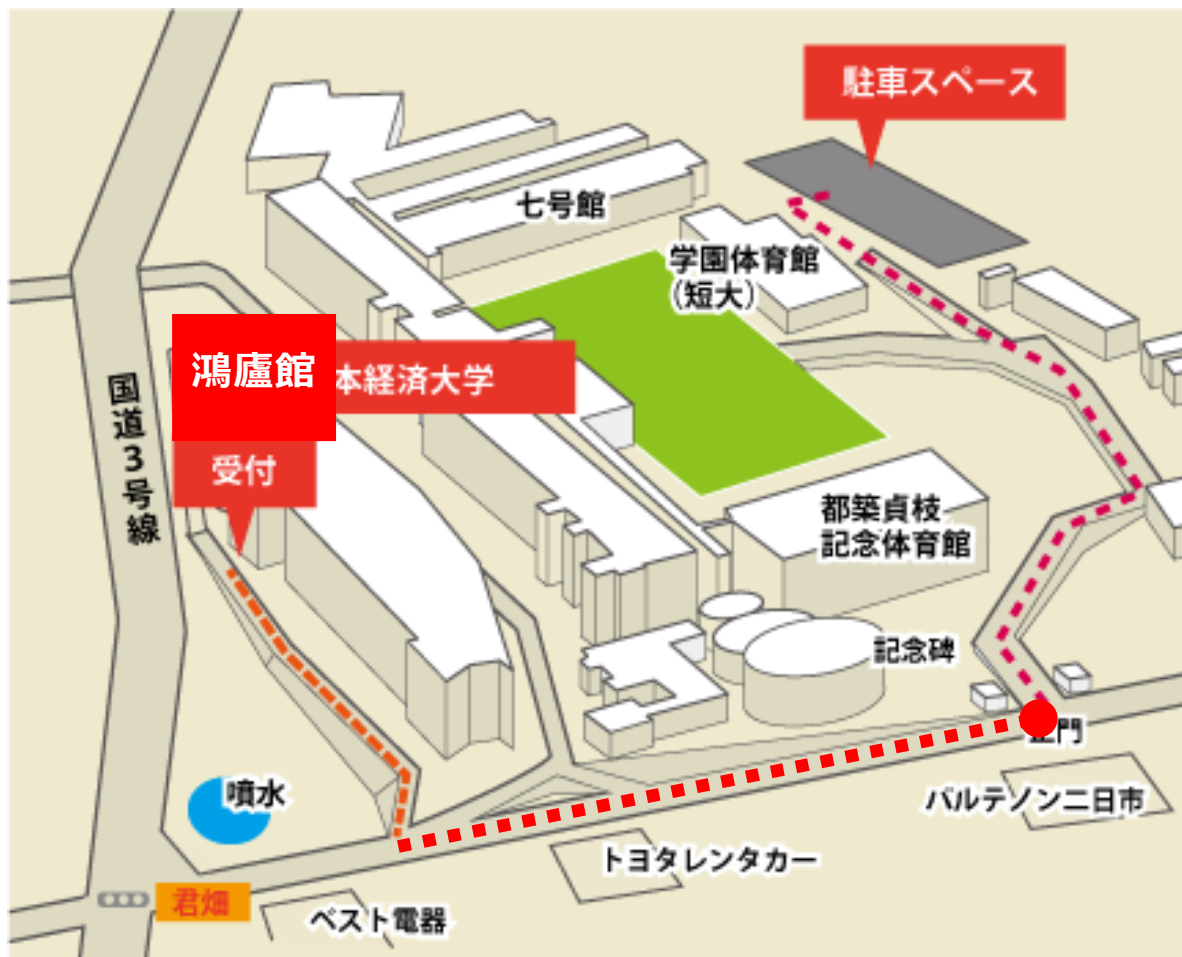 駐車スペース
七号館
学園体育館
（短大）
鴻廬館
本経済大学
国道3号線
受付
都築貞枝
記念体育館
記念碑
正門
噴水
パルテノン二日市
トヨタレンタカー
君畑
ベスト電器